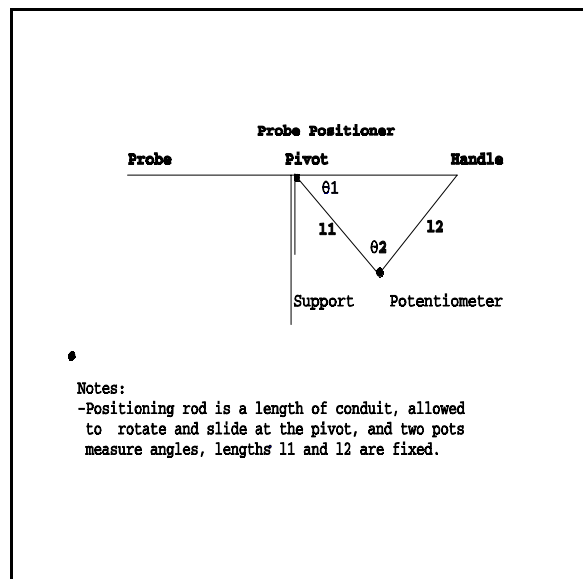 Probe Positioner
Probe Pivot Handle
θ1
l1 l2
θ2
Support Potentiometer
Notes:
-Positioning rod is a length of conduit, allowed
to rotate and slide at the pivot, and two pots
measure angles, lengths l1 and l2 are fixed.